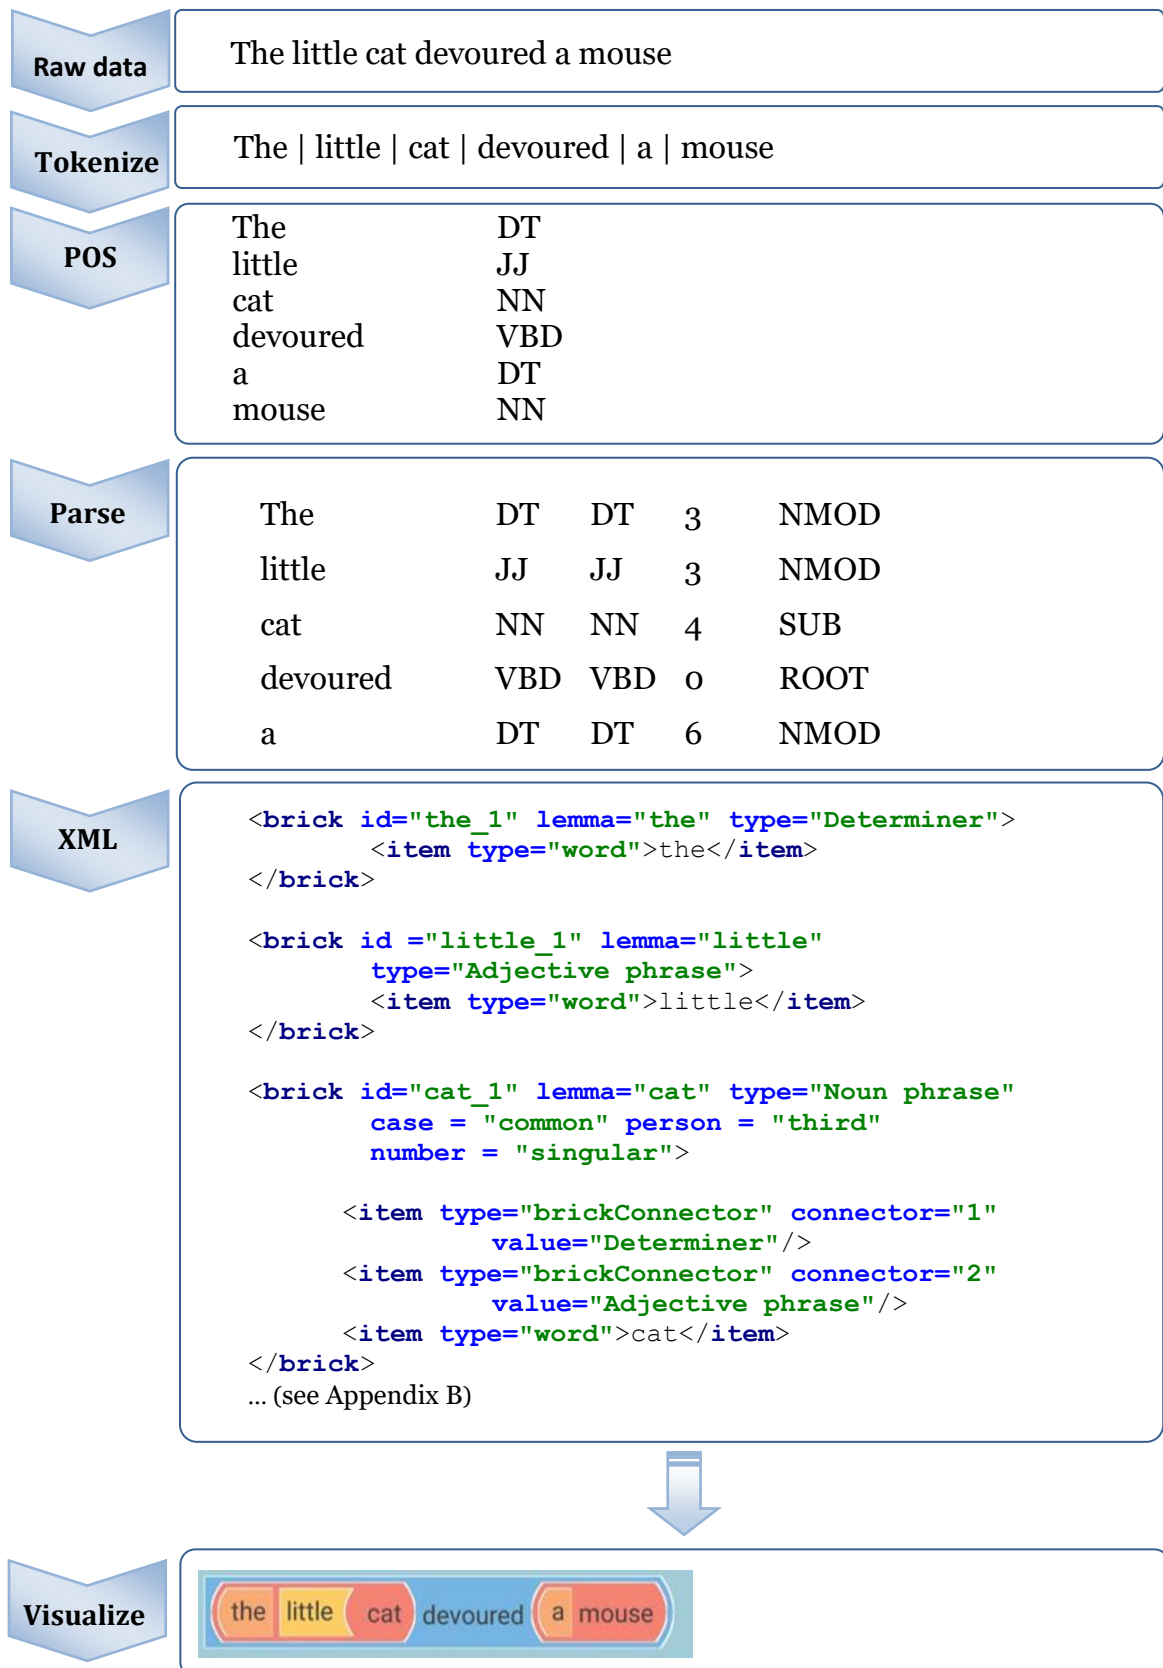 Raw data
The little cat devoured a mouse
Tokenize
The | little | cat | devoured | a | mouse
POS
The DT
little JJ
cat NN
devoured VBD
a DT
mouse NN
Parse
The DT DT 3 NMOD
little JJ JJ 3 NMOD
cat NN NN 4 SUB
devoured VBD VBD 0 ROOT
a DT DT 6 NMOD
XML
<brick id="the_1" lemma="the" type="Determiner">
<item type="word">the</item>
</brick>
<brick id ="little_1" lemma="little"
type="Adjective phrase">
<item type="word">little</item>
</brick>
<brick id="cat_1" lemma="cat" type="Noun phrase"
case = "common" person = "third"
number = "singular">
<item type="brickConnector" connector="1"
value="Determiner"/>
<item type="brickConnector" connector="2"
value="Adjective phrase"/>
<item type="word">cat</item>
</brick>
... (see Appendix B)
Visualize
the little cat devoured a mouse